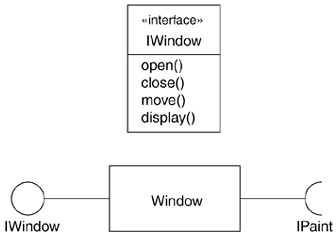 «interface»
IWindow
open()
close()
move()
display()
Window
IWindow
IPaint